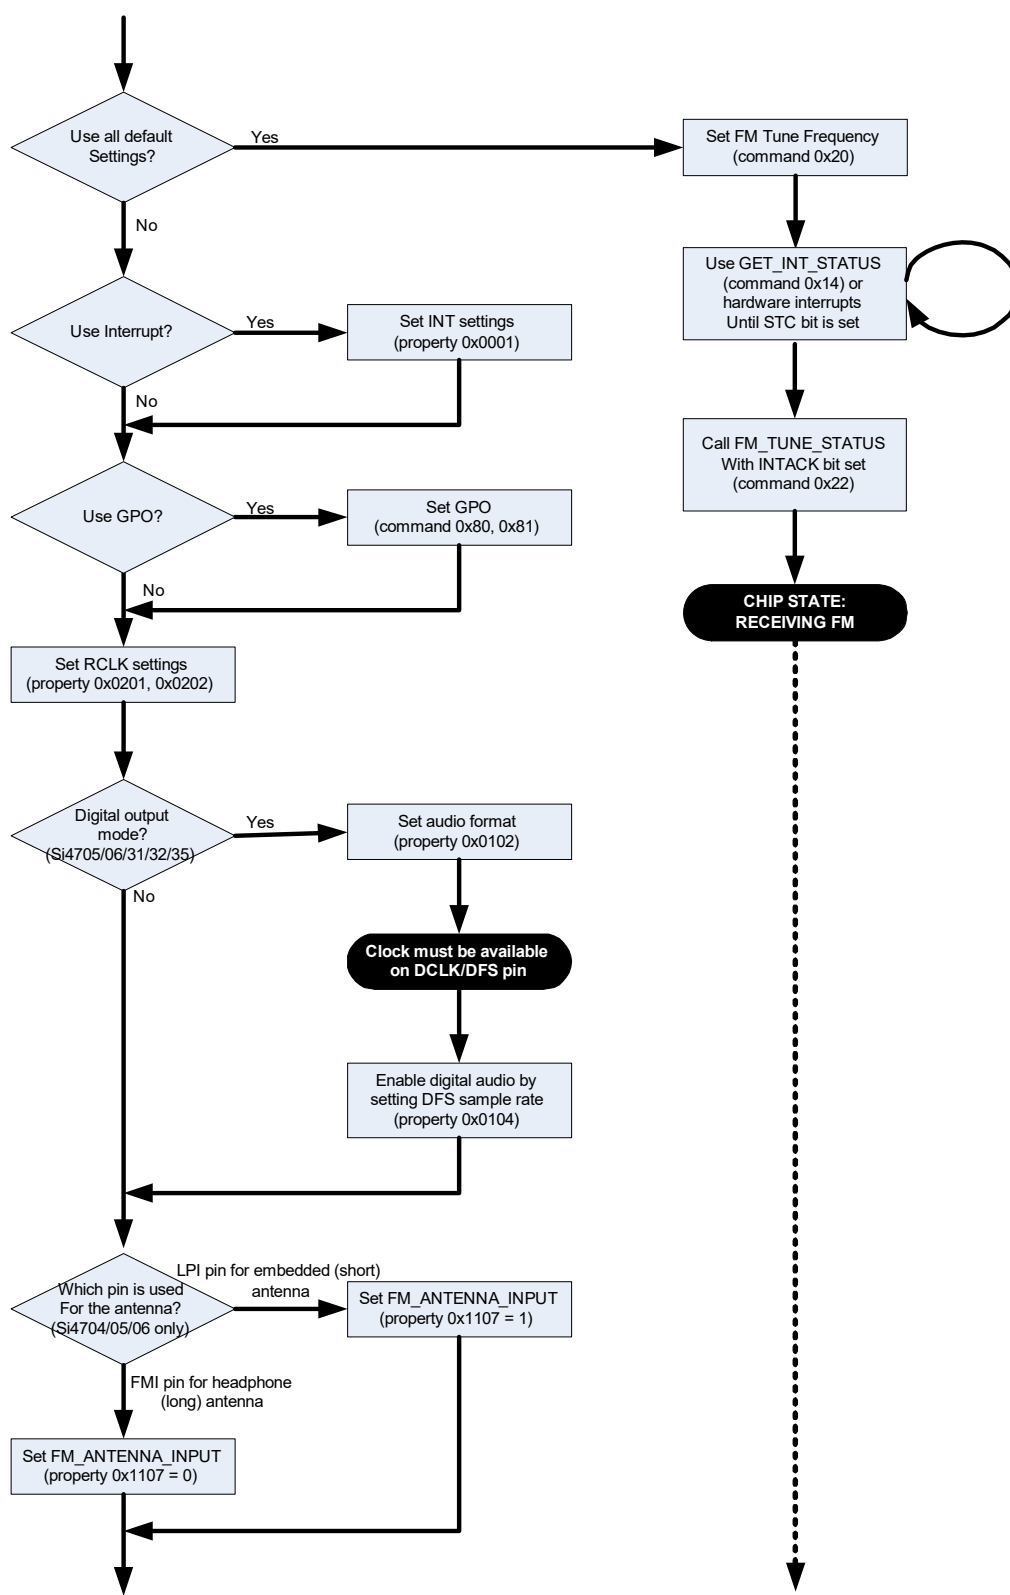 Use all default
Settings?
Yes
Set FM Tune Frequency
(command 0x20)
No
Use GET_INT_STATUS
(command 0x14) or
hardware interrupts
Until STC bit is set
Use Interrupt?
Yes
Set INT settings
(property 0x0001)
No
Call FM_TUNE_STATUS
With INTACK bit set
(command 0x22)
Use GPO?
Yes
Set GPO
(command 0x80, 0x81)
No
CHIP STATE:
RECEIVING FM
Set RCLK settings
(property 0x0201, 0x0202)
Digital output
mode?
(Si4705/06/31/32/35)
Yes
Set audio format
(property 0x0102)
No
Clock must be available
on DCLK/DFS pin
Enable digital audio by
setting DFS sample rate
(property 0x0104)
Which pin is used
For the antenna?
(Si4704/05/06 only)
LPI pin for embedded (short)
antenna
Set FM_ANTENNA_INPUT
(property 0x1107 = 1)
FMI pin for headphone
(long) antenna
Set FM_ANTENNA_INPUT
(property 0x1107 = 0)